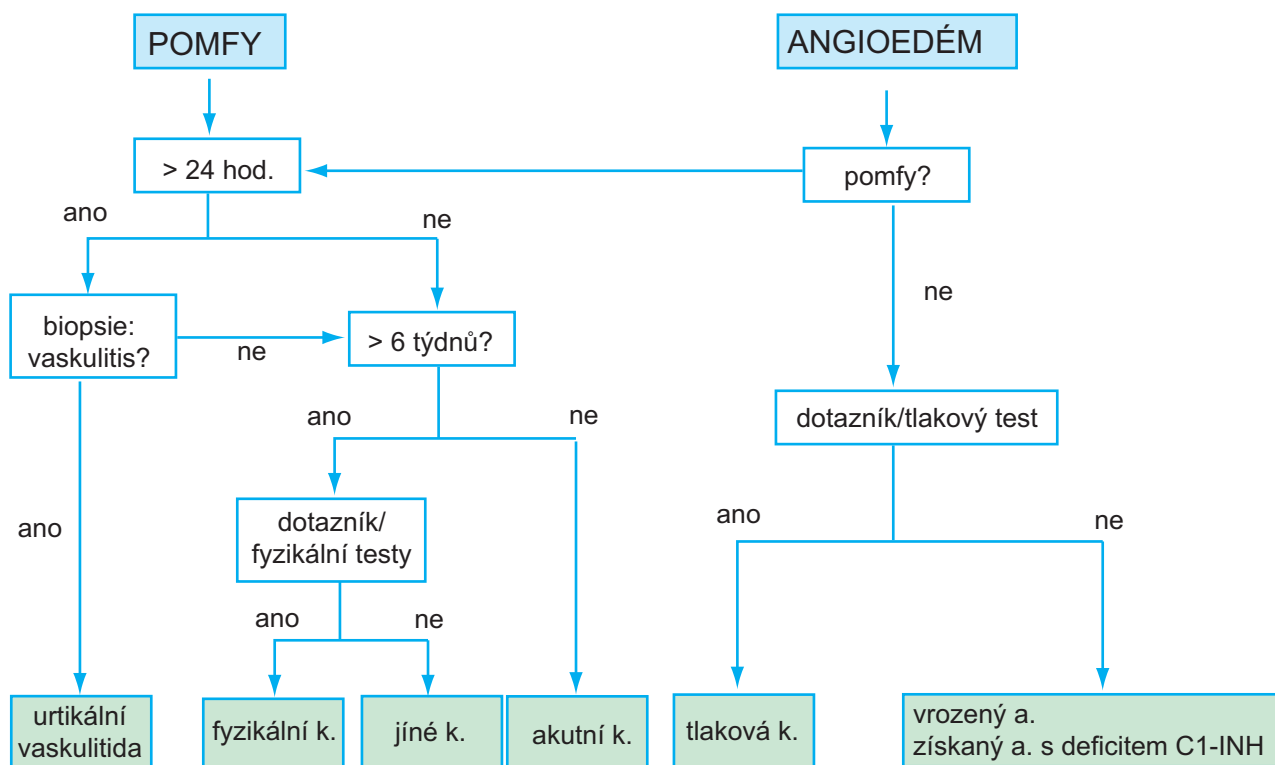 POMFY
ANGIOEDÉM
> 24 hod.
pomfy?
ano
ne
ne
biopsie:
vaskulitis?
ne
> 6 týdnů?
ano
ne
dotazník/tlakový test
ano
dotazník/
fyzikální testy
ano
ne
ano
ne
urtikální
vaskulitida
fyzikální k.
jíné k.
akutní k.
tlaková k.
vrozený a.
získaný a. s deficitem C1-INH